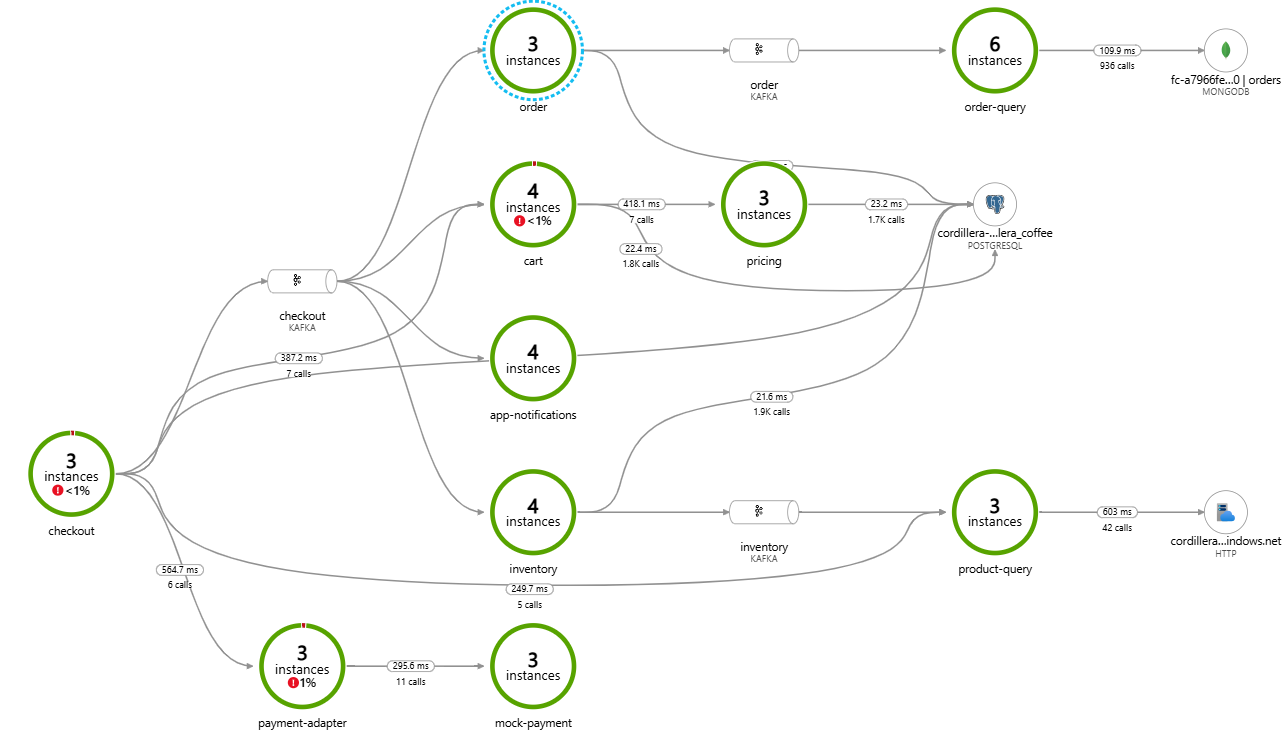 3
instances
order
order
KAFKA
6
instances
order-query
109.9 ms
936 calls
fc-a7966fe...0 | orders
MONGODB
4
instances
! <1%
cart
418.1 ms
7 calls
22.4 ms
1.8K calls
3
instances
pricing
23.2 ms
1.7K calls
cordillera-...lera_coffee
POSTGRESQL
checkout
KAFKA
387.2 ms
7 calls
4
instances
app-notifications
21.6 ms
1.9K calls
3
instances
! <1%
checkout
4
instances
inventory
inventory
KAFKA
3
instances
product-query
603 ms
42 calls
cordillera...indows.net
HTTP
564.7 ms
6 calls
249.7 ms
5 calls
3
instances
! 1%
payment-adapter
295.6 ms
11 calls
3
instances
mock-payment